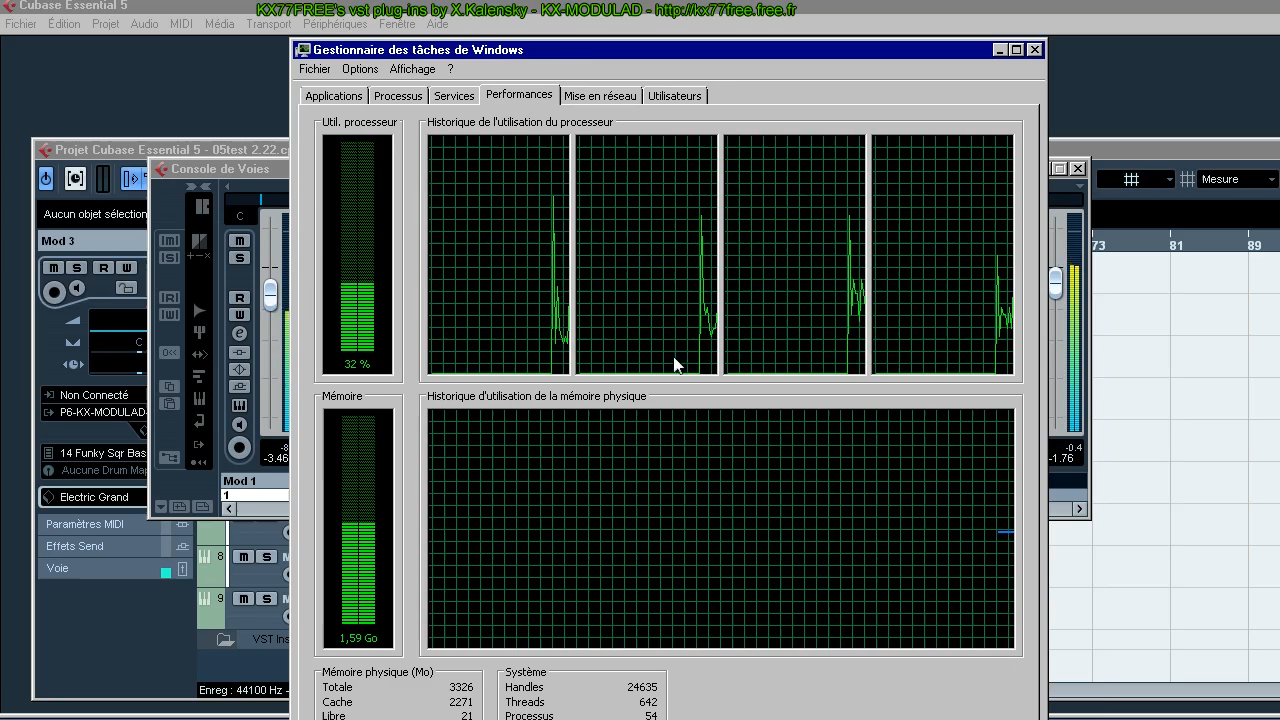 Cubase Essential 5
KX77FREE's vst plug-ins by X.Kalensky - KX-MODULAD - http://kx77free.free.fr
Fichier Édition Projet Audio MIDI Média Transport Périphériques Fenêtre Aide
Gestionnaire des tâches de Windows
Fichier Options Affichage ?
Applications Processus Services Performances Mise en réseau Utilisateurs
Util. processeur
Historique de l'utilisation du processeur
32 %
Mémoire
Historique d'utilisation de la mémoire physique
1,59 Go
Mémoire physique (Mo)
Totale 3326
Cache 2271
Libre 21
Système
Handles 24635
Threads 642
Processus 54
Projet Cubase Essential 5 - 05test 2.22.c
Console de Voies
Aucun objet sélection
Mod 3
M S R W
C
Non Connecté
P6-KX-MODULAD-
14 Funky Sqr Bas
Aucune Drum Map
Electric Grand
Paramètres MIDI
Effets Send
Voie
C
M
S
R
W
e
-3.46
Mod 1
1
8 M S
9 M S
VST Ins
Enreg : 44100 Hz -
Mesure
73 81 89
-0.4
-1.76